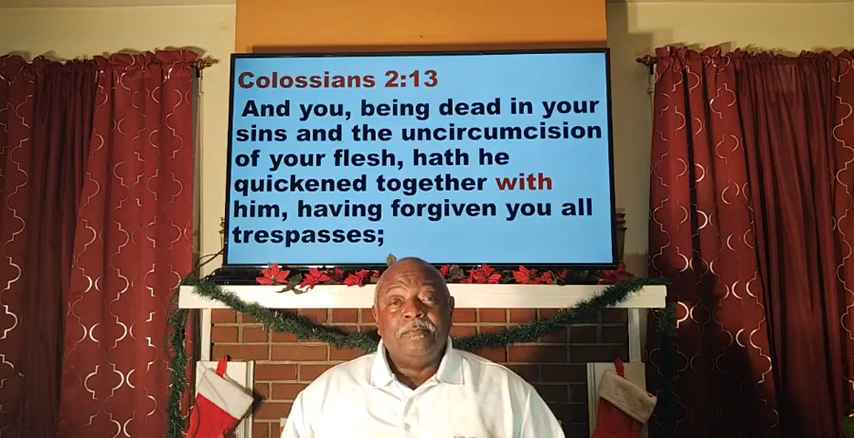 Colossians 2:13
And you, being dead in your
sins and the uncircumcision
of your flesh, hath he
quickened together with
him, having forgiven you all
trespasses;